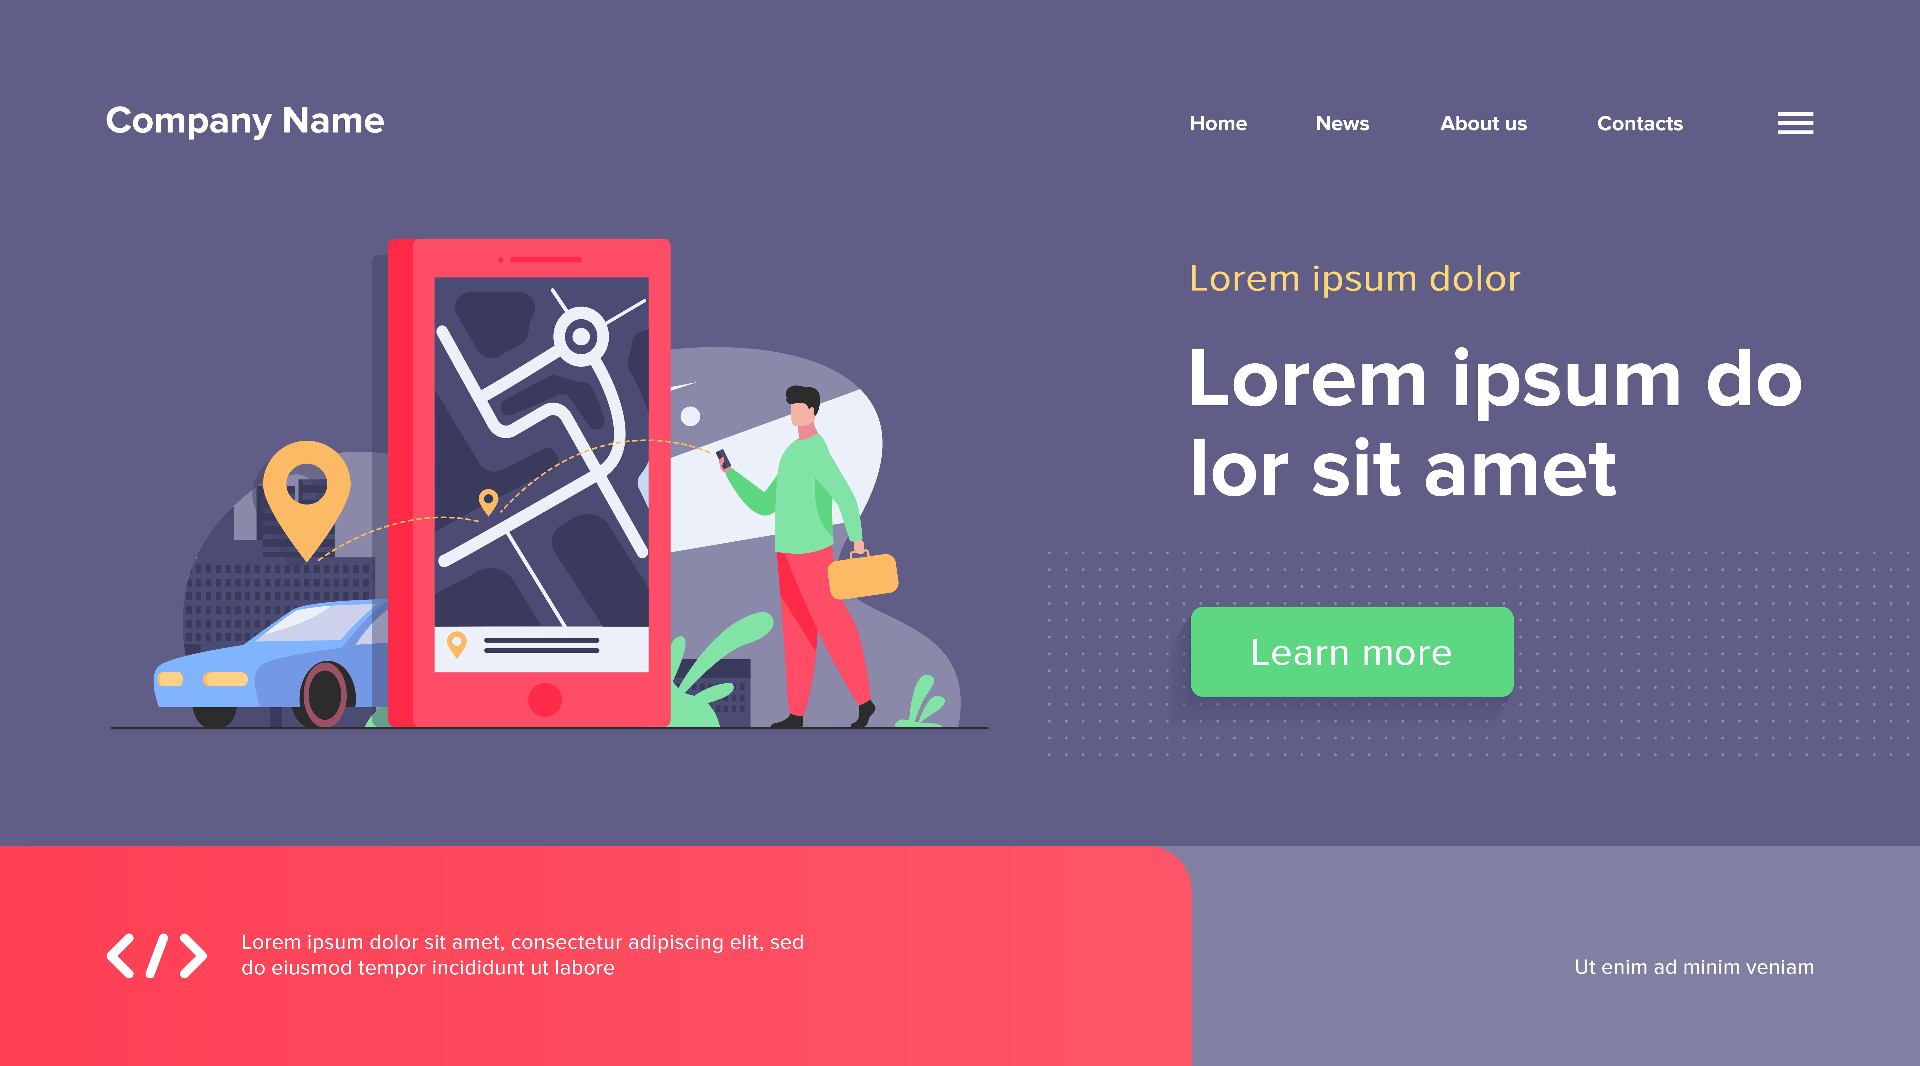 Company Name
Home
News
About us
Contacts
Lorem ipsum dolor
Lorem ipsum do
lor sit amet
Learn more
Lorem ipsum dolor sit amet, consectetur adipiscing elit, sed
do eiusmod tempor incididunt ut labore
Ut enim ad minim veniam